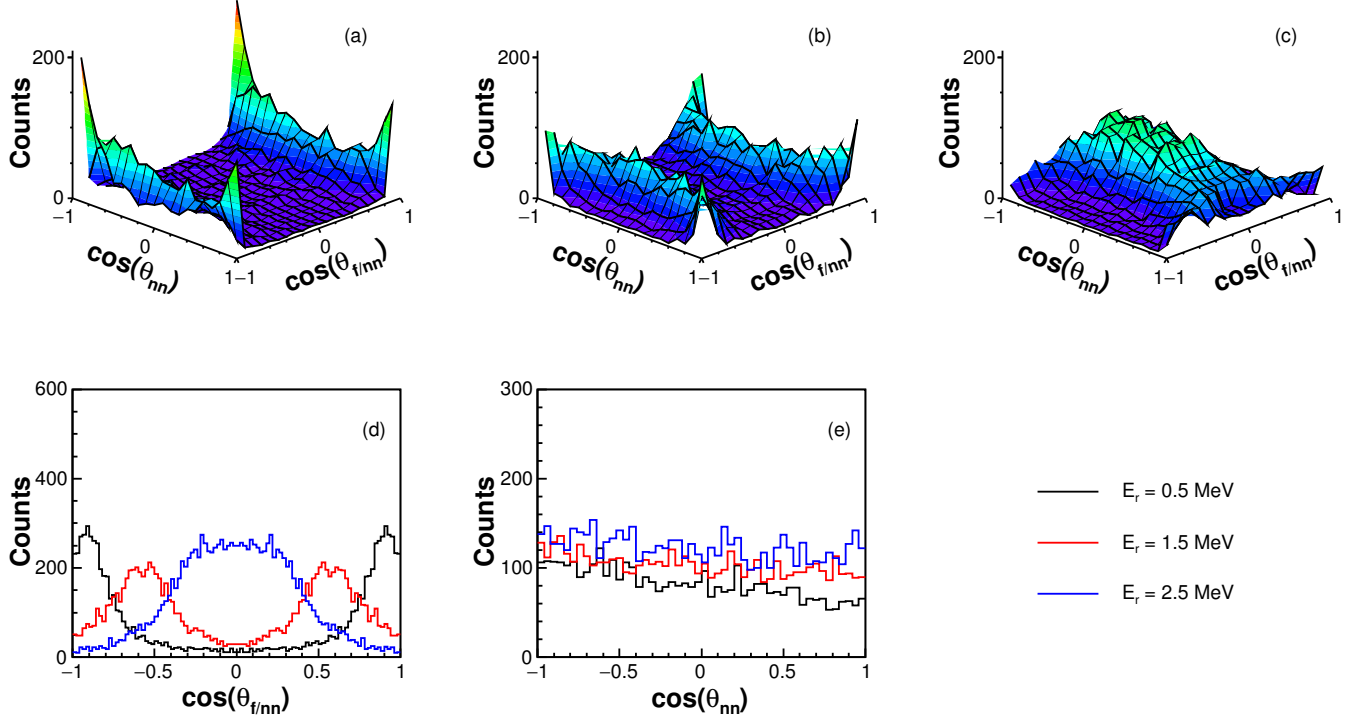 (a)
Counts
200
100
0
−1
0
1
cos(θnn)
−1
0
1
cos(θf/nn)
(b)
Counts
200
100
0
−1
0
1
cos(θnn)
−1
0
1
cos(θf/nn)
(c)
Counts
200
100
0
−1
0
1
cos(θnn)
−1
0
1
cos(θf/nn)
(d)
Counts
600
400
200
0
−1 −0.5 0 0.5 1
cos(θf/nn)
(e)
Counts
300
200
100
0
−1 −0.5 0 0.5 1
cos(θnn)
Er = 0.5 MeV
Er = 1.5 MeV
Er = 2.5 MeV